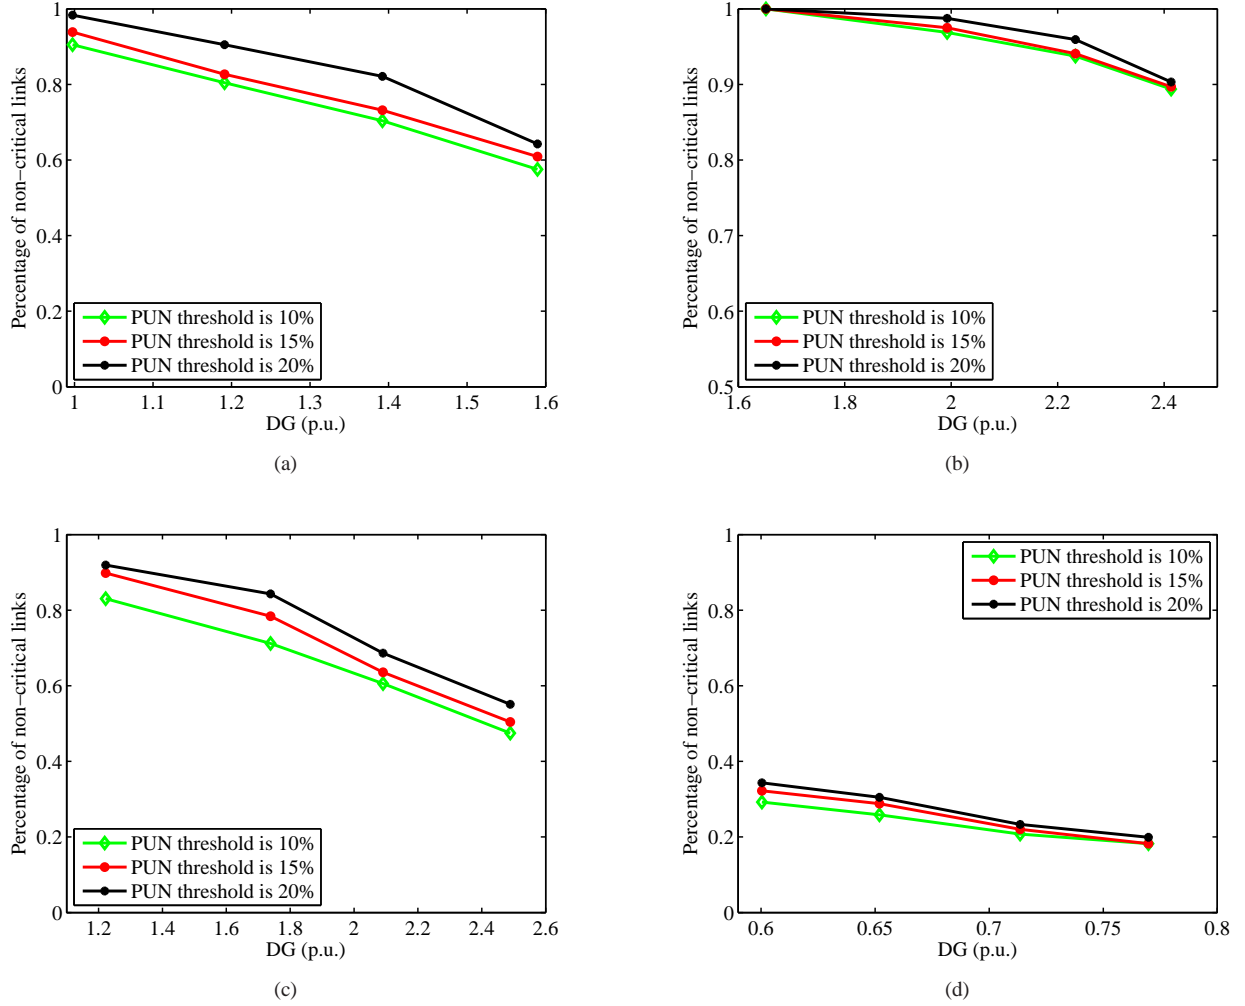 1
0.8
0.6
0.4
0.2
0
Percentage of non−critical links
PUN threshold is 10%
PUN threshold is 15%
PUN threshold is 20%
1 1.1 1.2 1.3 1.4 1.5 1.6
DG (p.u.)
(a)
1
0.9
0.8
0.7
0.6
0.5
Percentage of non−critical links
PUN threshold is 10%
PUN threshold is 15%
PUN threshold is 20%
1.6 1.8 2 2.2 2.4
DG (p.u.)
(b)
1
0.8
0.6
0.4
0.2
0
Percentage of non−critical links
PUN threshold is 10%
PUN threshold is 15%
PUN threshold is 20%
1.2 1.4 1.6 1.8 2 2.2 2.4 2.6
DG (p.u.)
(c)
1
0.8
0.6
0.4
0.2
0
Percentage of non−critical links
PUN threshold is 10%
PUN threshold is 15%
PUN threshold is 20%
0.6 0.65 0.7 0.75 0.8
DG (p.u.)
(d)